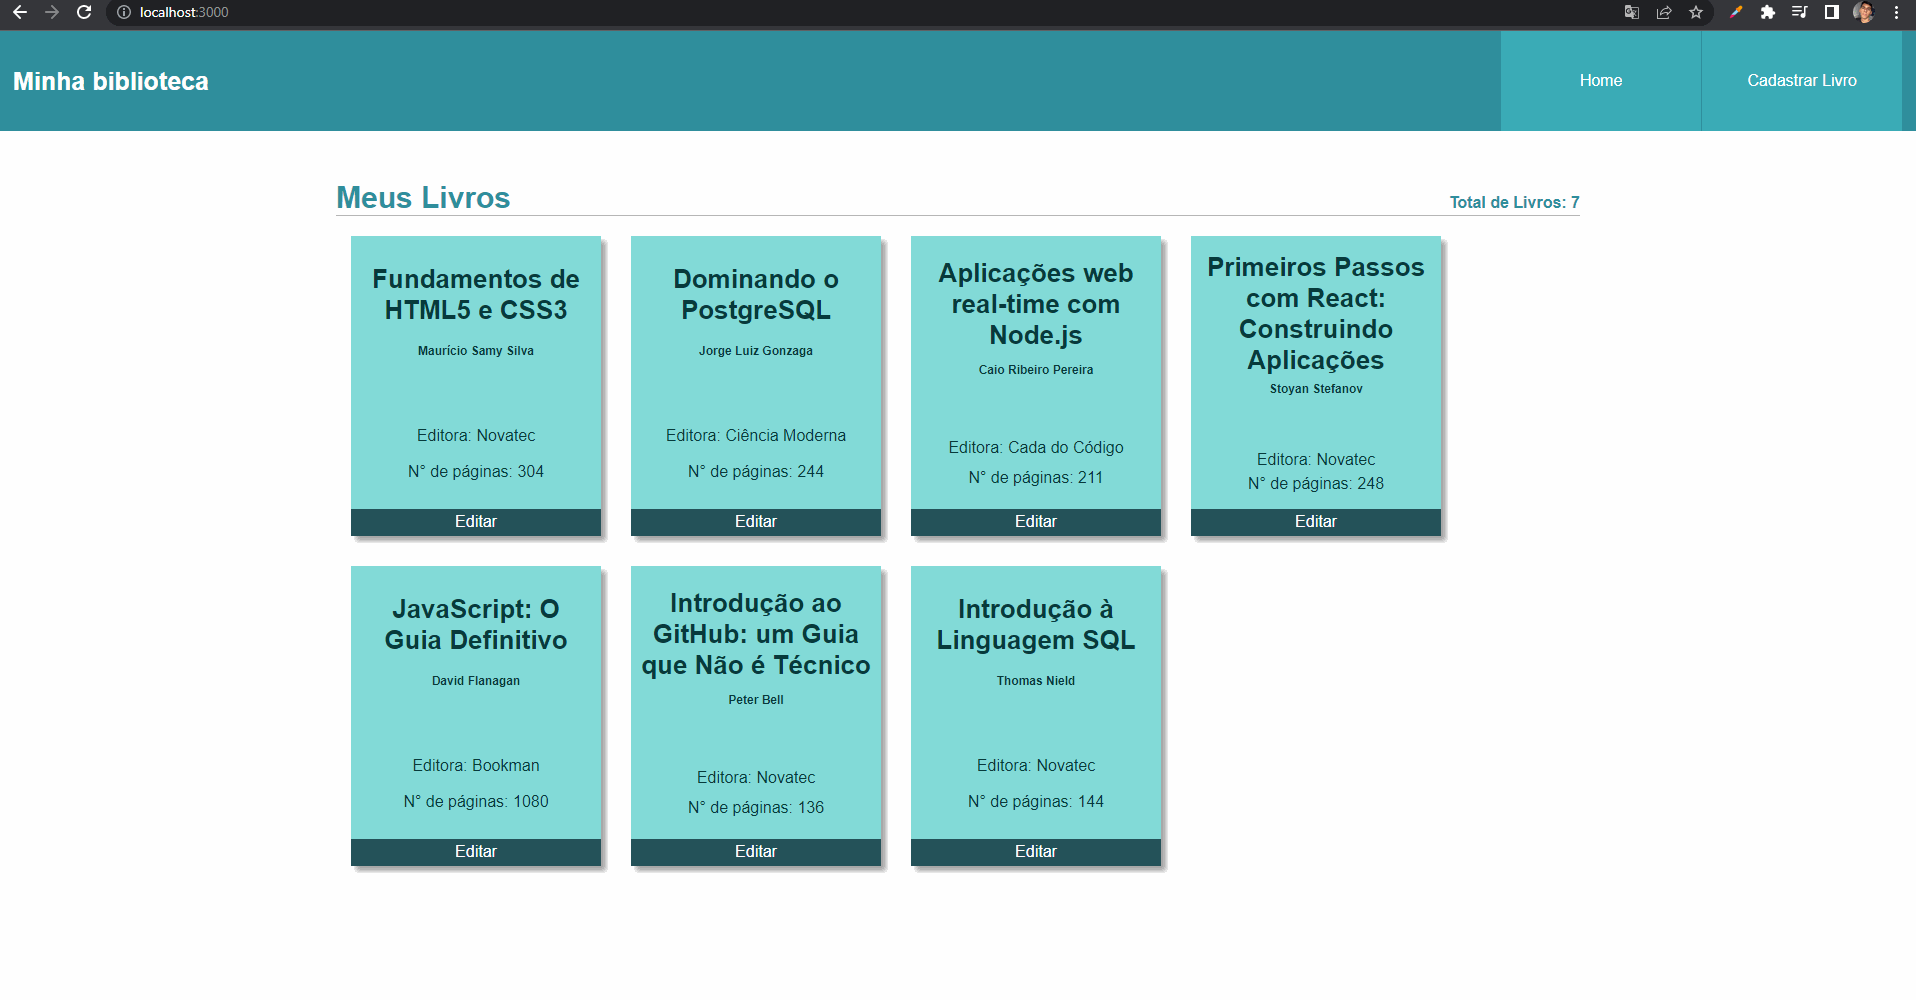 localhost:3000
Minha biblioteca
Home
Cadastrar Livro
Meus Livros
Total de Livros: 7
Fundamentos de
HTML5 e CSS3
Maurício Samy Silva
Editora: Novatec
N° de páginas: 304
Editar
Dominando o
PostgreSQL
Jorge Luiz Gonzaga
Editora: Ciência Moderna
N° de páginas: 244
Editar
Aplicações web
real-time com
Node.js
Caio Ribeiro Pereira
Editora: Cada do Código
N° de páginas: 211
Editar
Primeiros Passos
com React:
Construindo
Aplicações
Stoyan Stefanov
Editora: Novatec
N° de páginas: 248
Editar
JavaScript: O
Guia Definitivo
David Flanagan
Editora: Bookman
N° de páginas: 1080
Editar
Introdução ao
GitHub: um Guia
que Não é Técnico
Peter Bell
Editora: Novatec
N° de páginas: 136
Editar
Introdução à
Linguagem SQL
Thomas Nield
Editora: Novatec
N° de páginas: 144
Editar